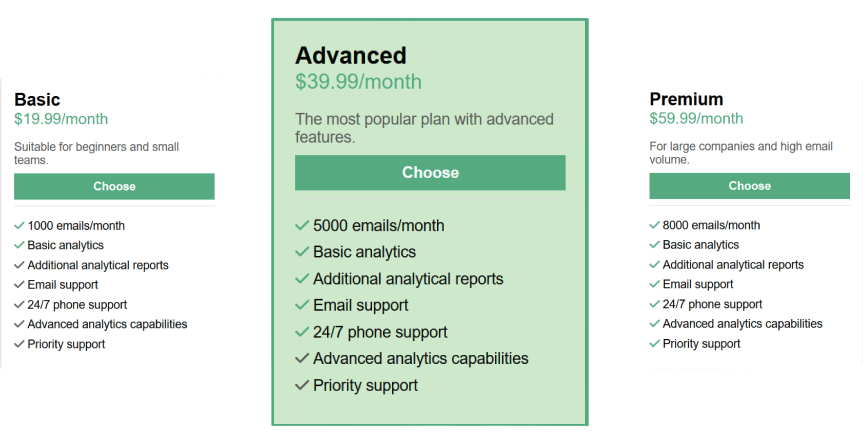 Basic
$19.99/month
Suitable for beginners and small
teams.
Choose
1000 emails/month
Basic analytics
Additional analytical reports
Email support
24/7 phone support
Advanced analytics capabilities
Priority support
Advanced
$39.99/month
The most popular plan with advanced
features.
Choose
5000 emails/month
Basic analytics
Additional analytical reports
Email support
24/7 phone support
Advanced analytics capabilities
Priority support
Premium
$59.99/month
For large companies and high email
volume.
Choose
8000 emails/month
Basic analytics
Additional analytical reports
Email support
24/7 phone support
Advanced analytics capabilities
Priority support